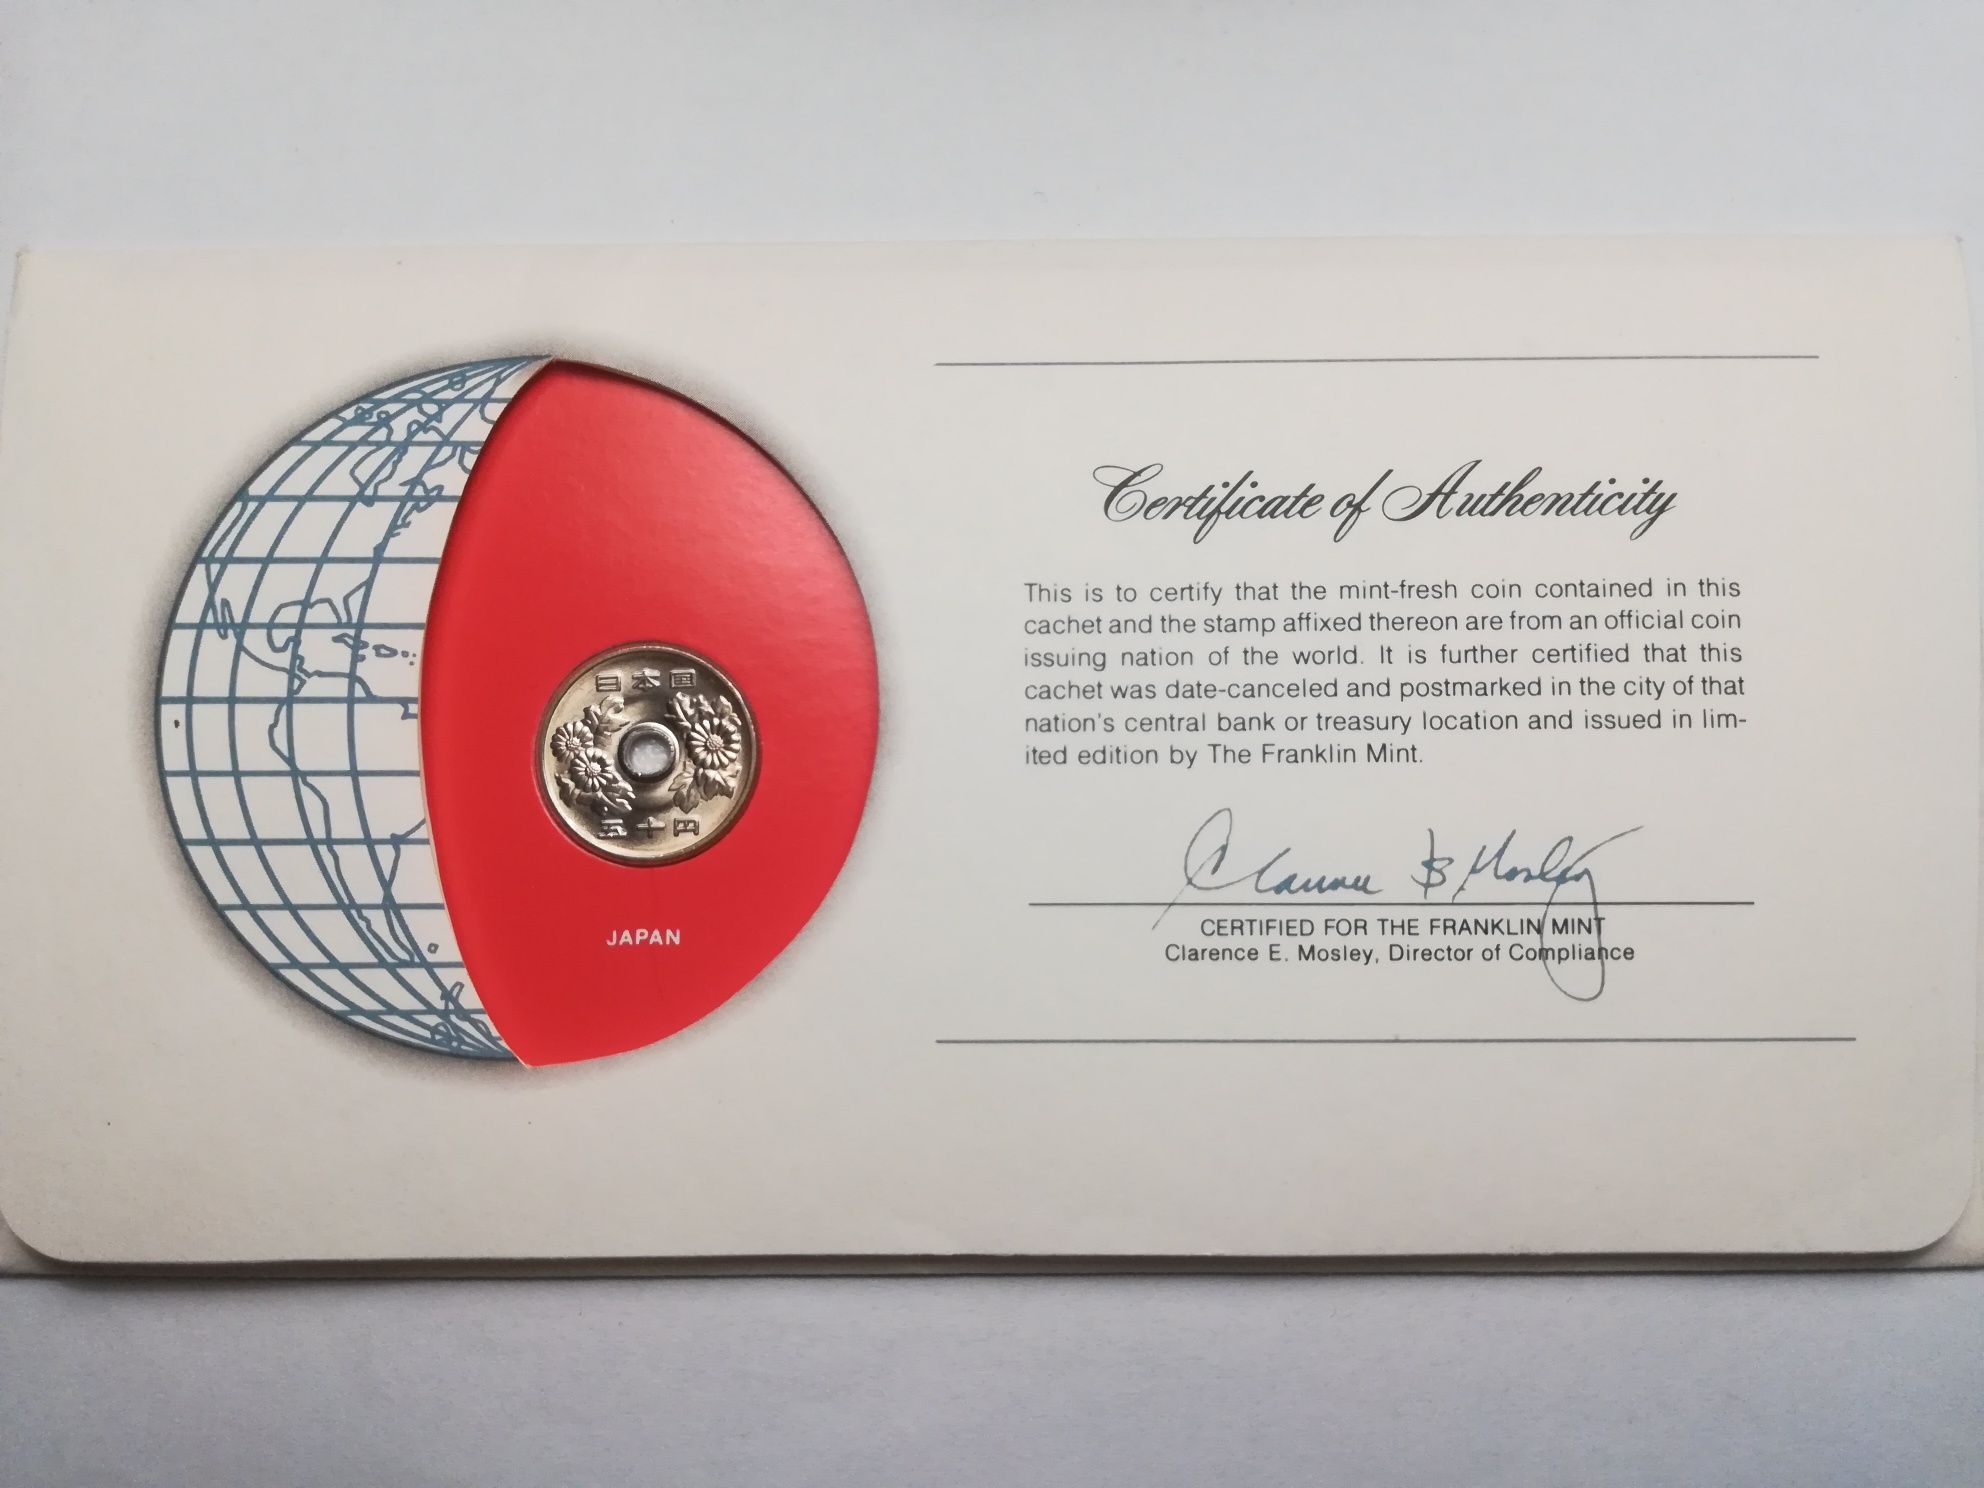 日本国
五十円
JAPAN
Certificate of Authenticity
This is to certify that the mint-fresh coin contained in this
cachet and the stamp affixed thereon are from an official coin
issuing nation of the world. It is further certified that this
cachet was date-canceled and postmarked in the city of that
nation's central bank or treasury location and issued in lim-
ited edition by The Franklin Mint.
Clarence E Mosley
CERTIFIED FOR THE FRANKLIN MINT
Clarence E. Mosley, Director of Compliance